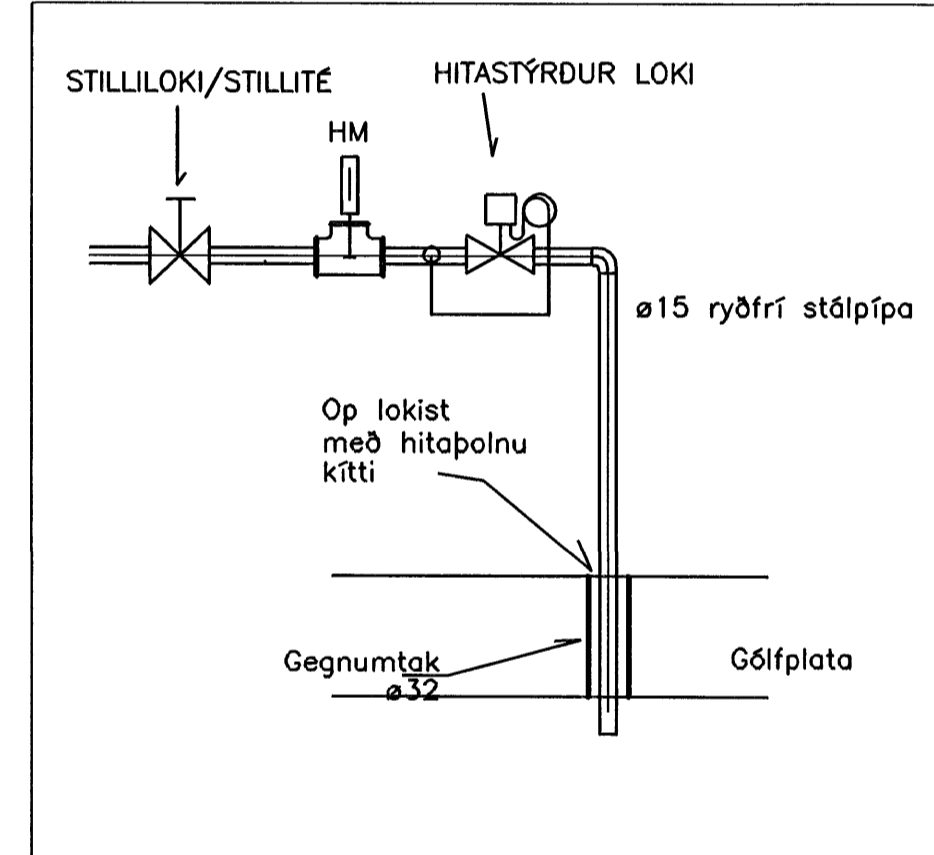 STILLILOKI/STILLITÉ
HITASTÝRÐUR LOKI
HM
ø15 ryðfrí stálpípa
Op lokist
með hitaþolnu
kítti
Gegnumtak
ø32
Gólfplata